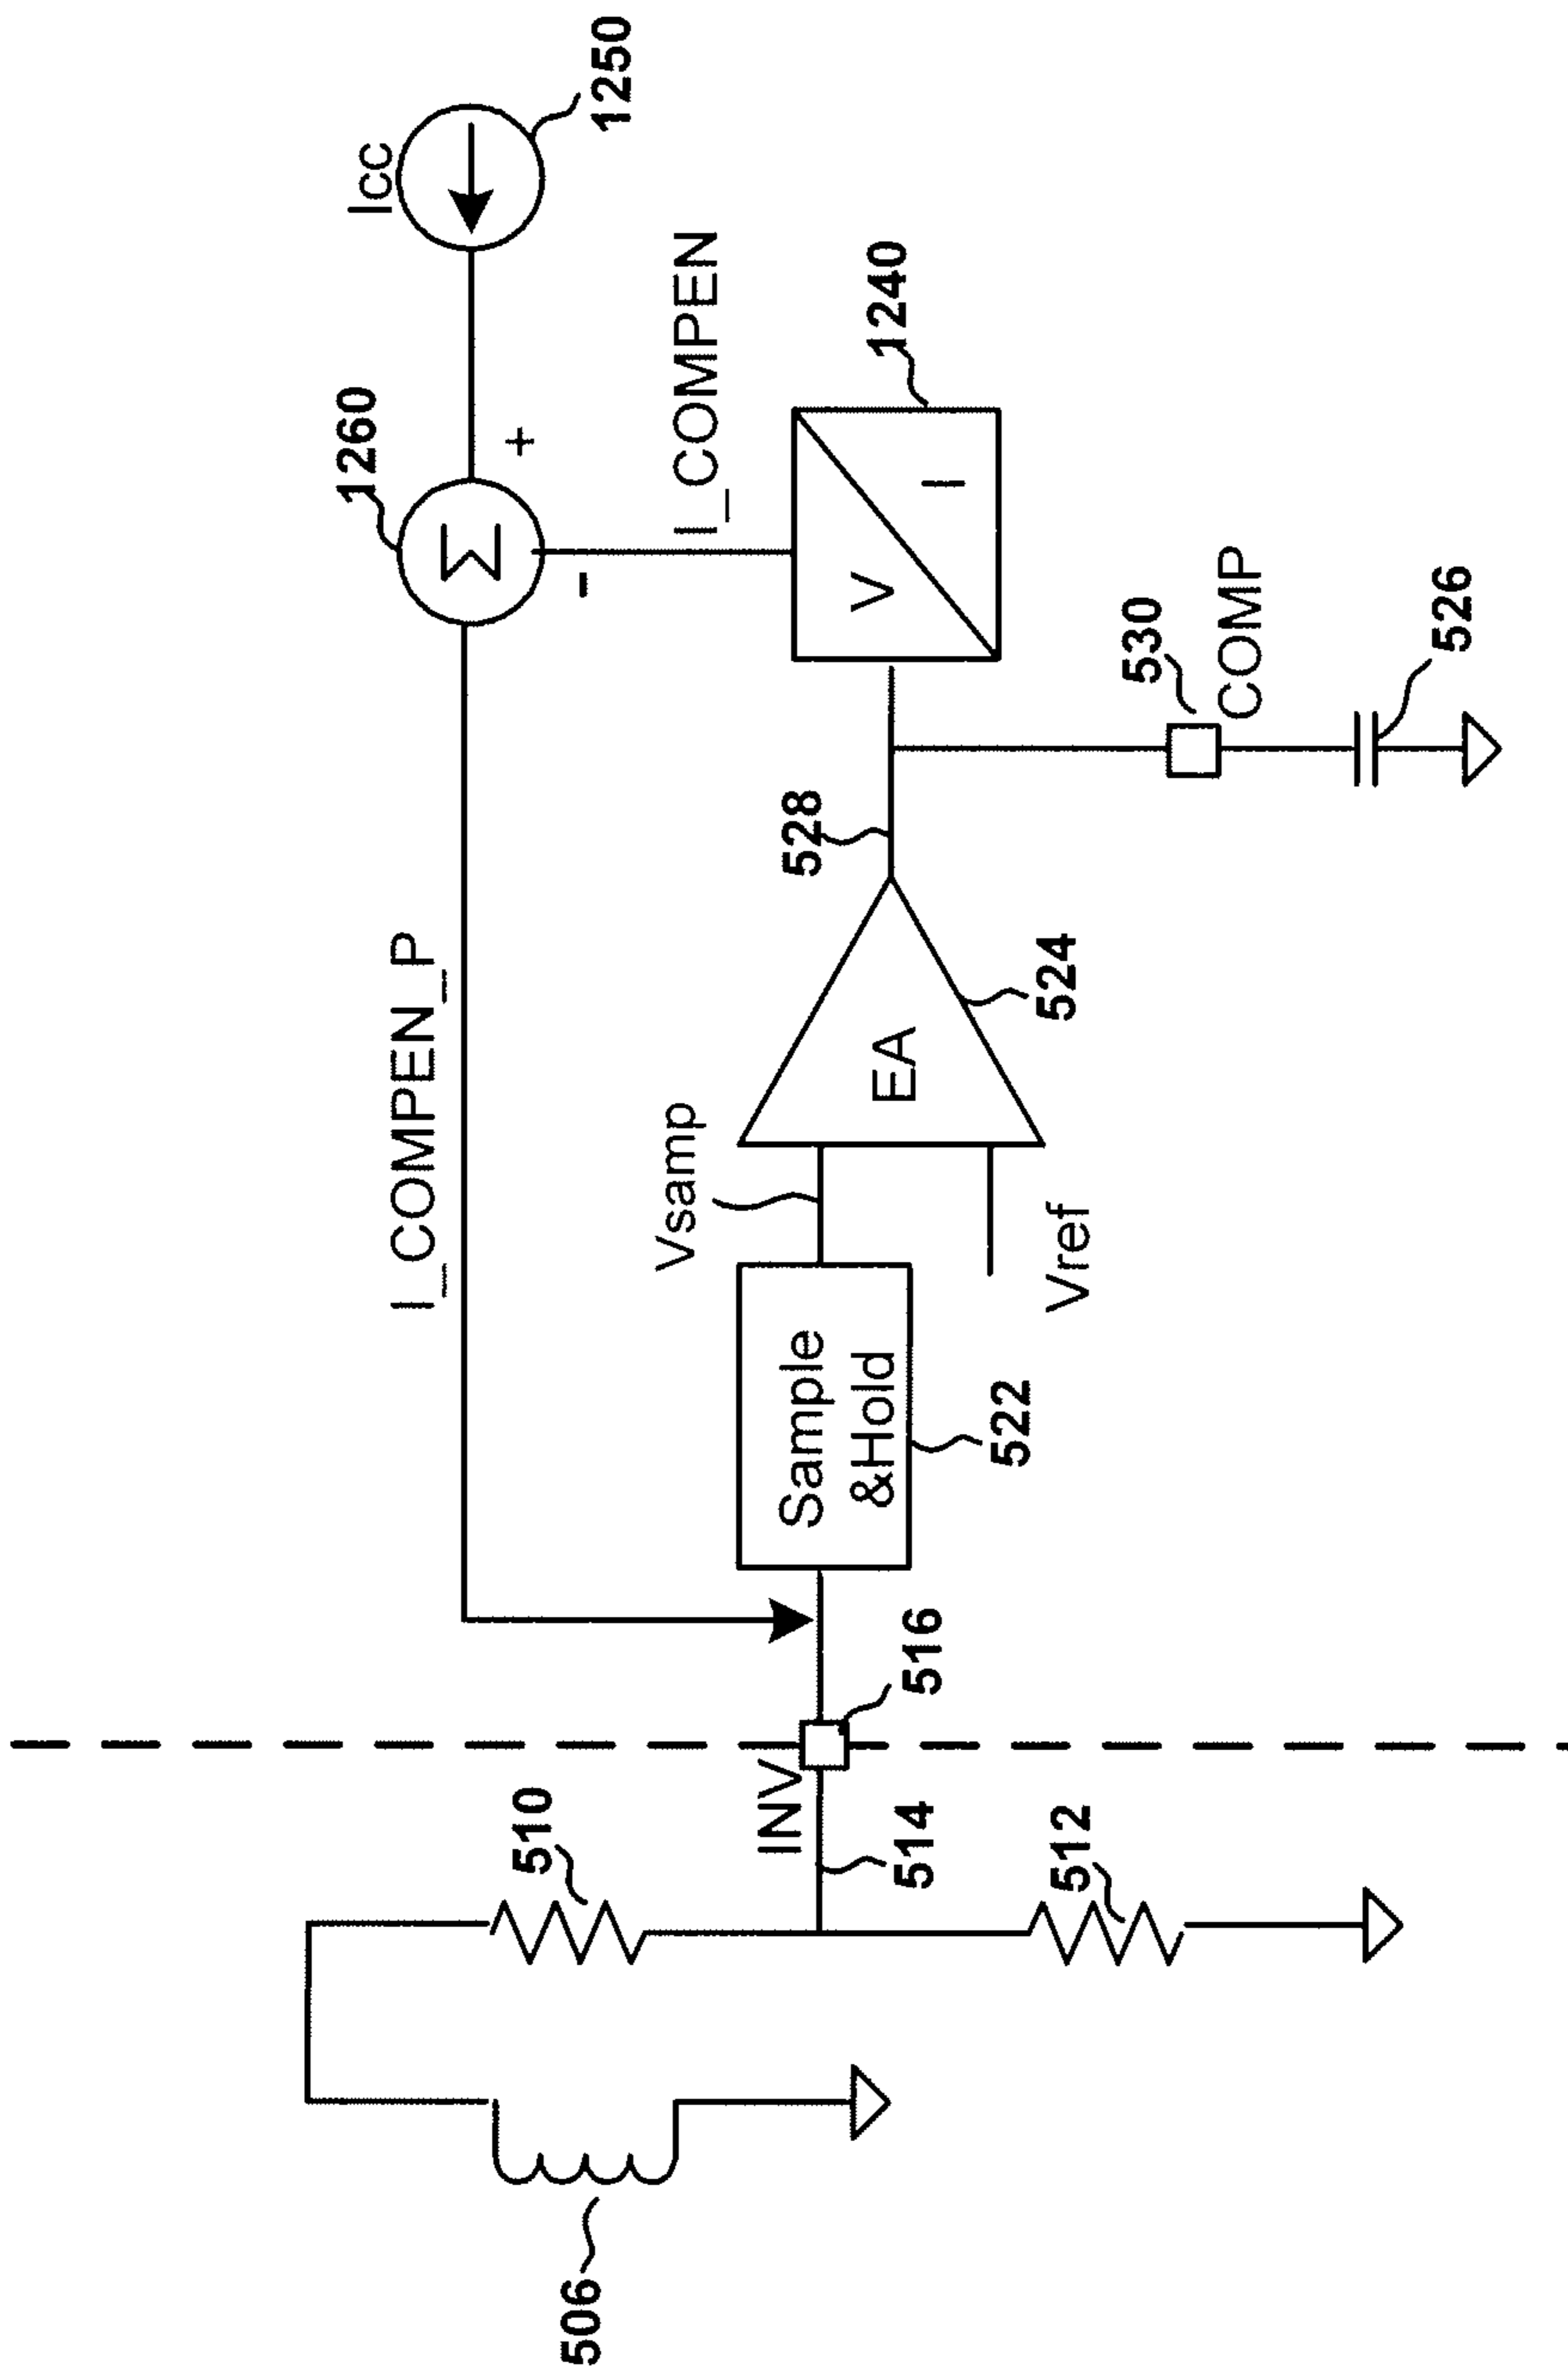 Icc
1250
1260
+
Σ
-
I_COMPEN
I_COMPEN_P
V
I
1240
528
530
COMP
526
Vsamp
EA
524
Vref
Sample
&Hold
522
516
INV
514
510
512
506